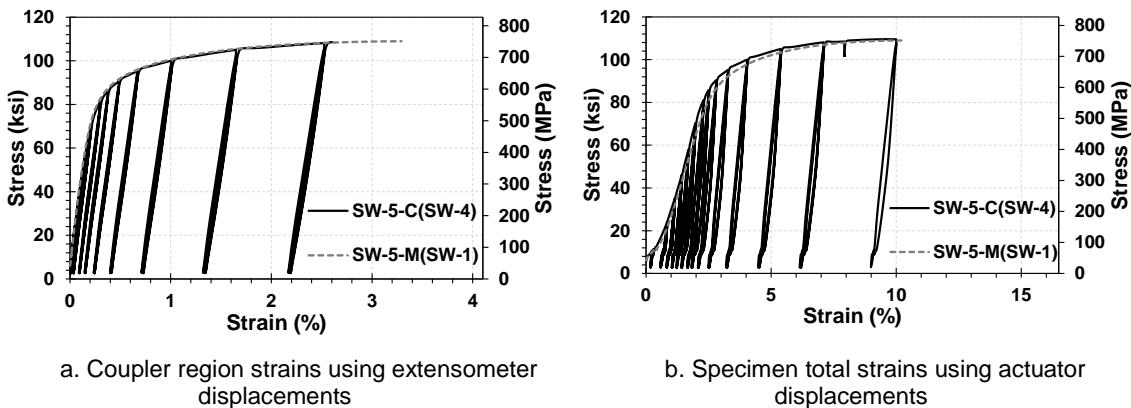 120
100
80
60
40
20
0
Stress (ksi)
800
700
600
500
400
300
200
100
0
Stress (MPa)
SW-5-C(SW-4)
SW-5-M(SW-1)
0 1 2 3 4
Strain (%)
a. Coupler region strains using extensometer
displacements
120
100
80
60
40
20
0
Stress (ksi)
800
700
600
500
400
300
200
100
0
Stress (MPa)
SW-5-C(SW-4)
SW-5-M(SW-1)
0 5 10 15
Strain (%)
b. Specimen total strains using actuator
displacements